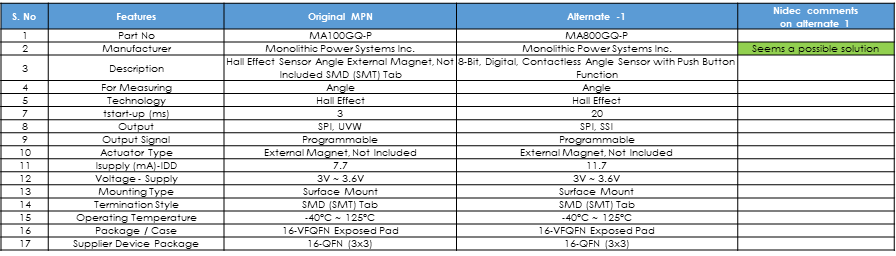 S. No Features Original MPN Alternate -1 Nidec comments
on alternate 1
1 Part No MA100GQ-P MA800GQ-P
2 Manufacturer Monolithic Power Systems Inc. Monolithic Power Systems Inc. Seems a possible solution
3 Description Hall Effect Sensor Angle External Magnet, Not 8-Bit, Digital, Contactless Angle Sensor with Push Button
Included SMD (SMT) Tab Function
4 For Measuring Angle Angle
5 Technology Hall Effect Hall Effect
7 tstart-up (ms) 3 20
8 Output SPI, UVW SPI, SSI
9 Output Signal Programmable Programmable
10 Actuator Type External Magnet, Not Included External Magnet, Not Included
11 Isupply (mA)-IDD 7.7 11.7
12 Voltage - Supply 3V ~ 3.6V 3V ~ 3.6V
13 Mounting Type Surface Mount Surface Mount
14 Termination Style SMD (SMT) Tab SMD (SMT) Tab
15 Operating Temperature -40°C ~ 125°C -40°C ~ 125°C
16 Package / Case 16-VFQFN Exposed Pad 16-VFQFN Exposed Pad
17 Supplier Device Package 16-QFN (3x3) 16-QFN (3x3)